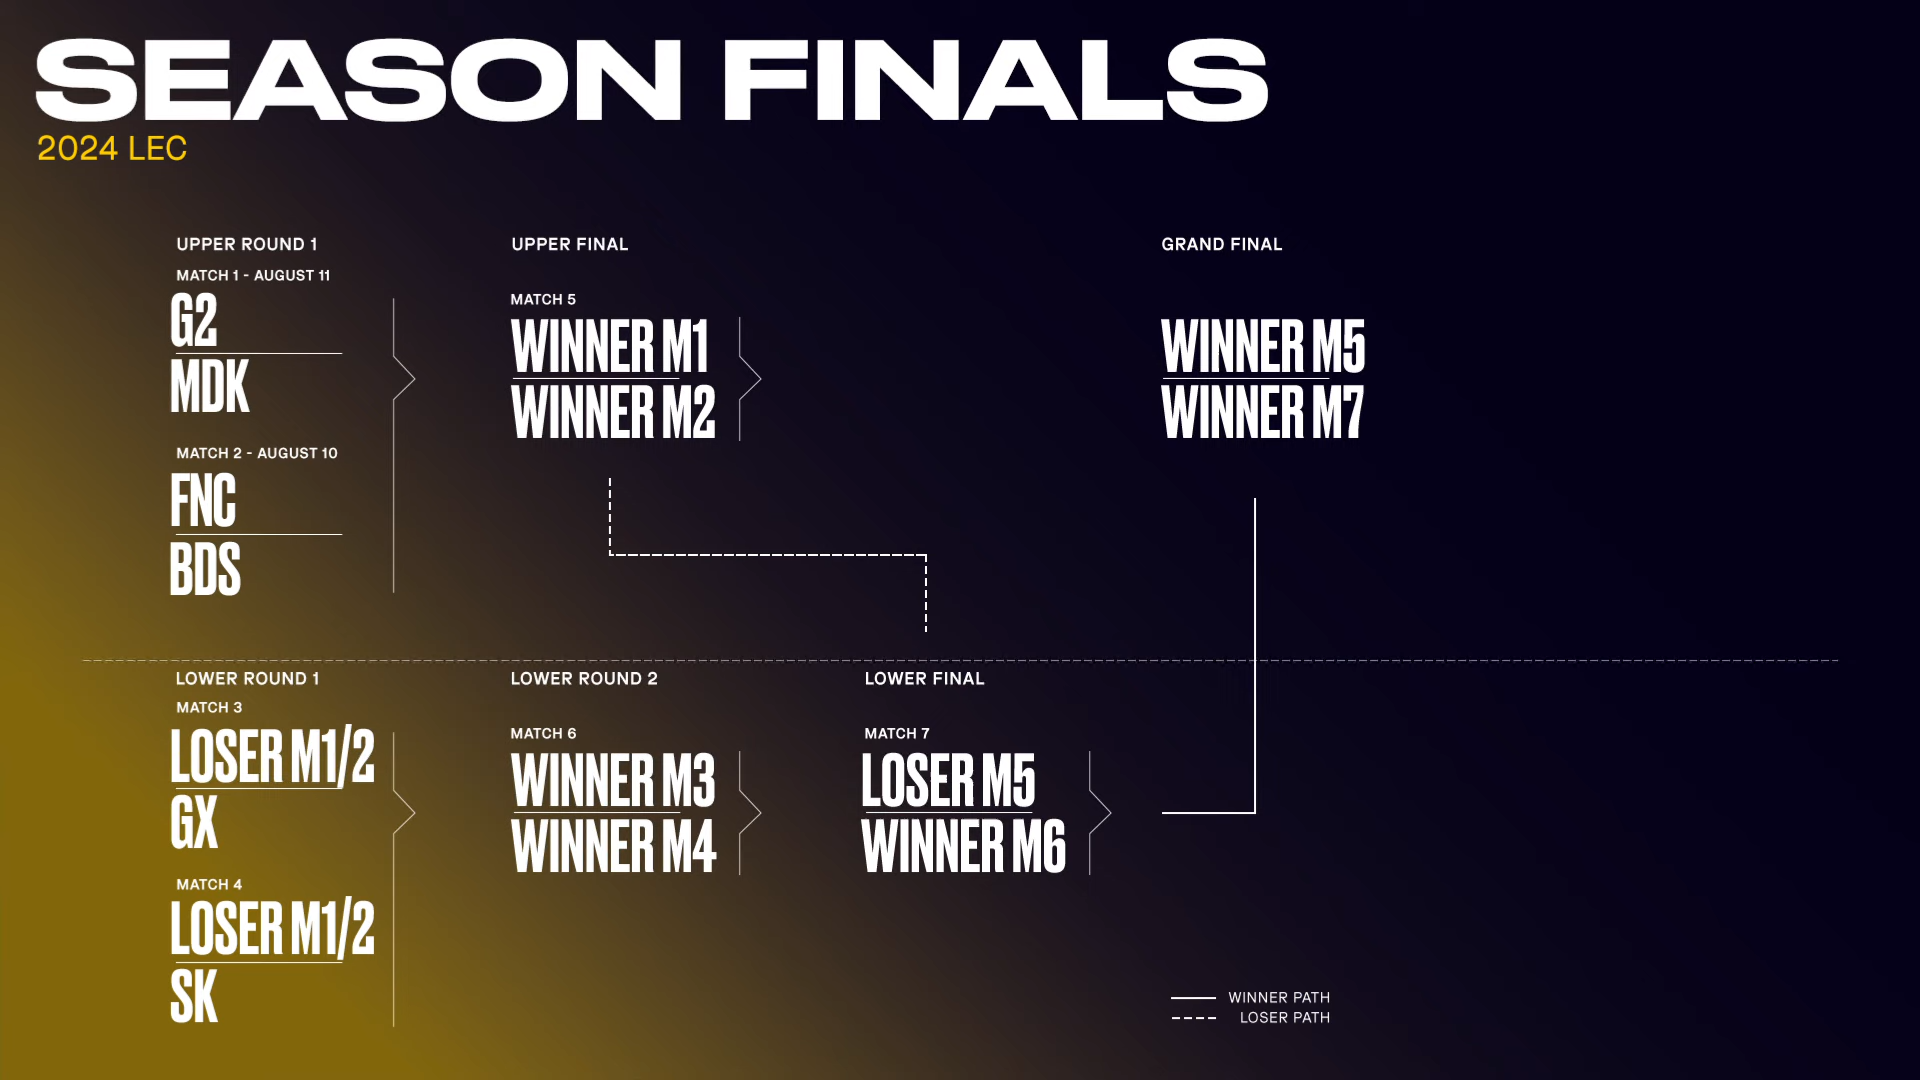 SEASON FINALS
2024 LEC
UPPER ROUND 1
MATCH 1 - AUGUST 11
G2
MDK
MATCH 2 - AUGUST 10
FNC
BDS
UPPER FINAL
MATCH 5
WINNER M1
WINNER M2
GRAND FINAL
WINNER M5
WINNER M7
LOWER ROUND 1
MATCH 3
LOSER M1/2
GX
MATCH 4
LOSER M1/2
SK
LOWER ROUND 2
MATCH 6
WINNER M3
WINNER M4
LOWER FINAL
MATCH 7
LOSER M5
WINNER M6
WINNER PATH
LOSER PATH